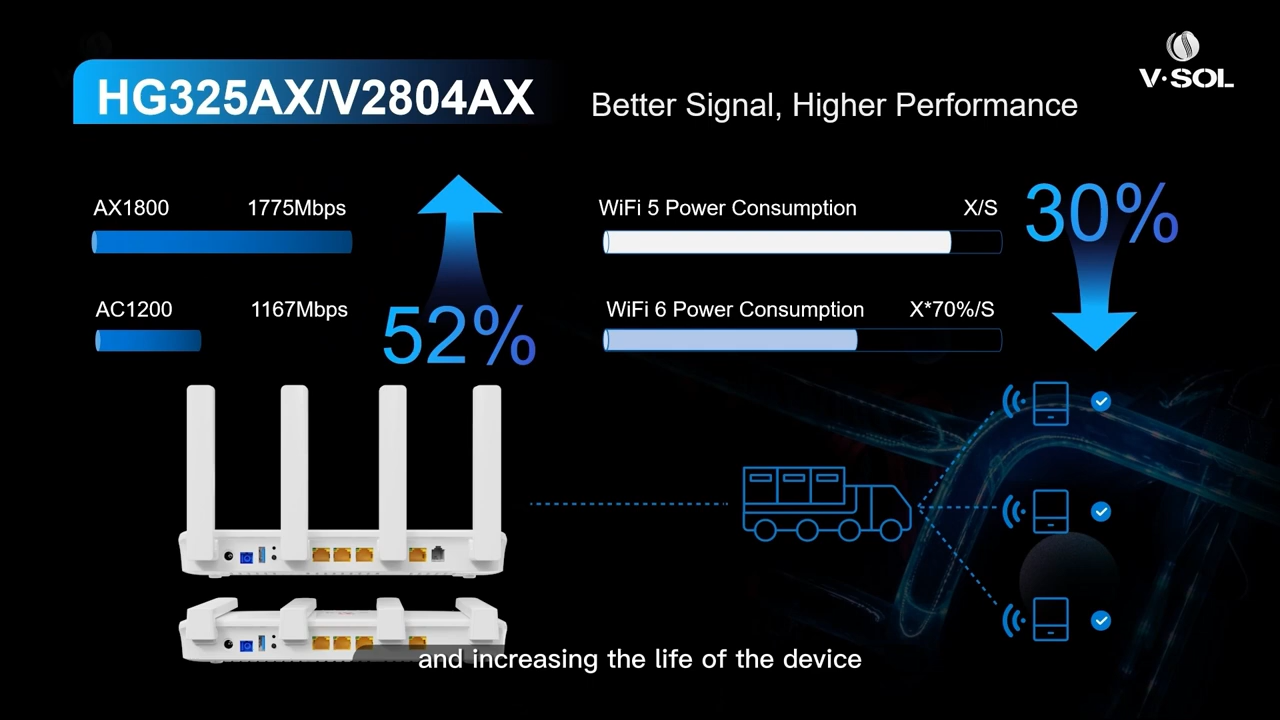 V·SOL
HG325AX/V2804AX
Better Signal, Higher Performance
AX1800 1775Mbps
AC1200 1167Mbps
52%
WiFi 5 Power Consumption X/S
WiFi 6 Power Consumption X*70%/S
30%
and increasing the life of the device